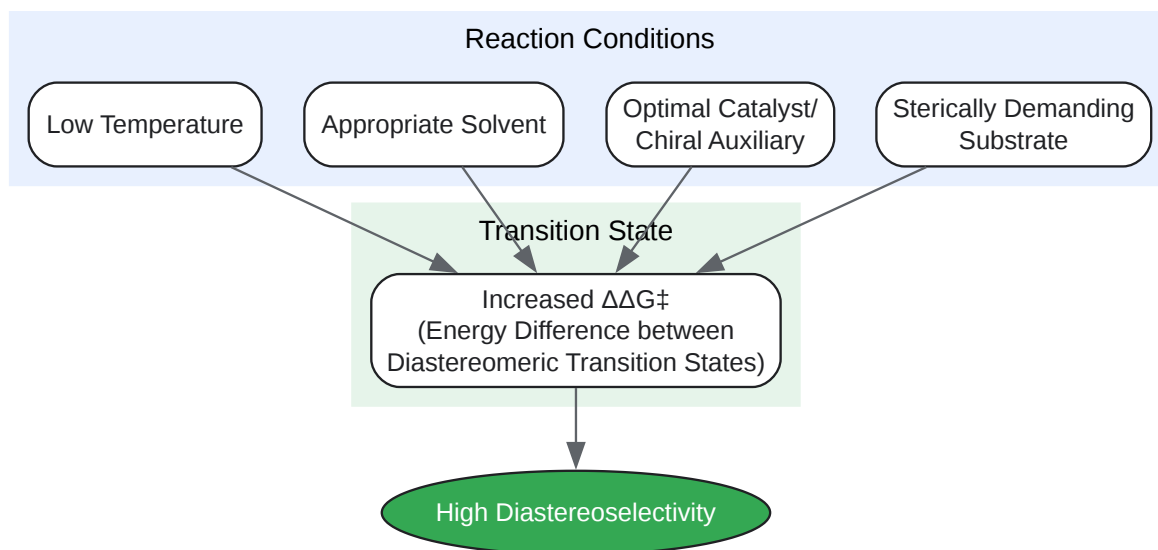 Reaction Conditions
Low Temperature
Appropriate Solvent
Optimal Catalyst/
Chiral Auxiliary
Sterically Demanding
Substrate
Transition State
Increased ΔΔG‡
(Energy Difference between
Diastereomeric Transition States)
High Diastereoselectivity